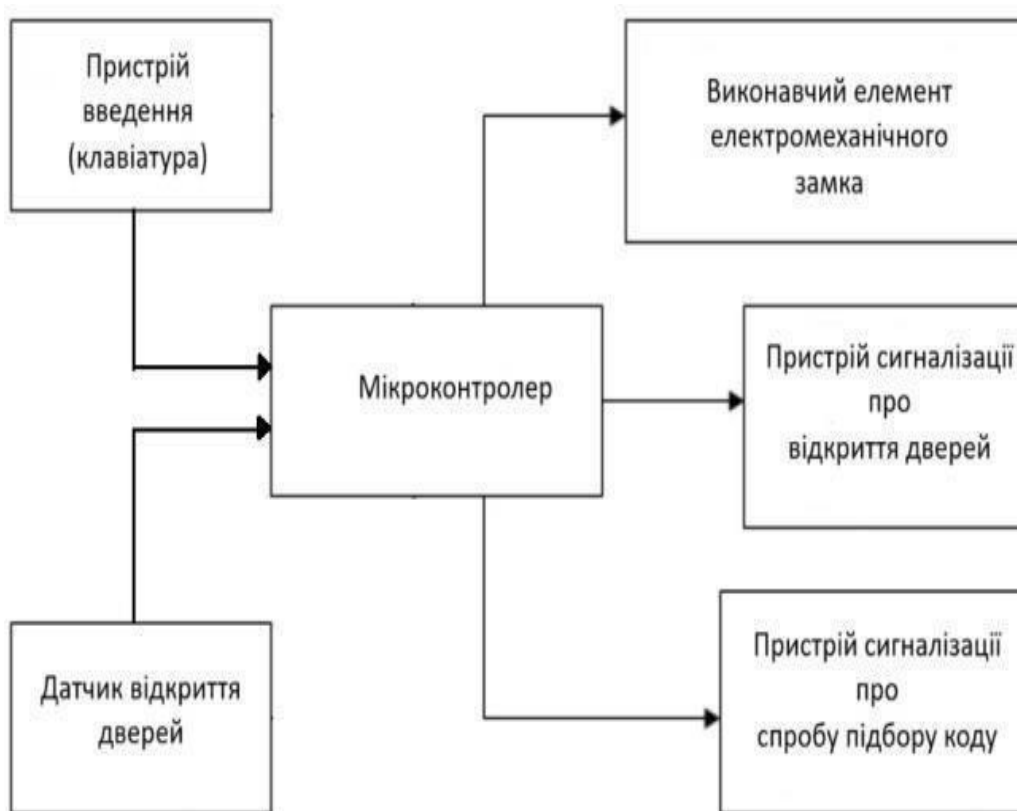 Пристрій
введення
(клавіатура)
Виконавчий елемент
електромеханічного
замка
Мікроконтролер
Пристрій сигналізації
про
відкриття дверей
Датчик відкриття
дверей
Пристрій сигналізації
про
спробу підбору коду